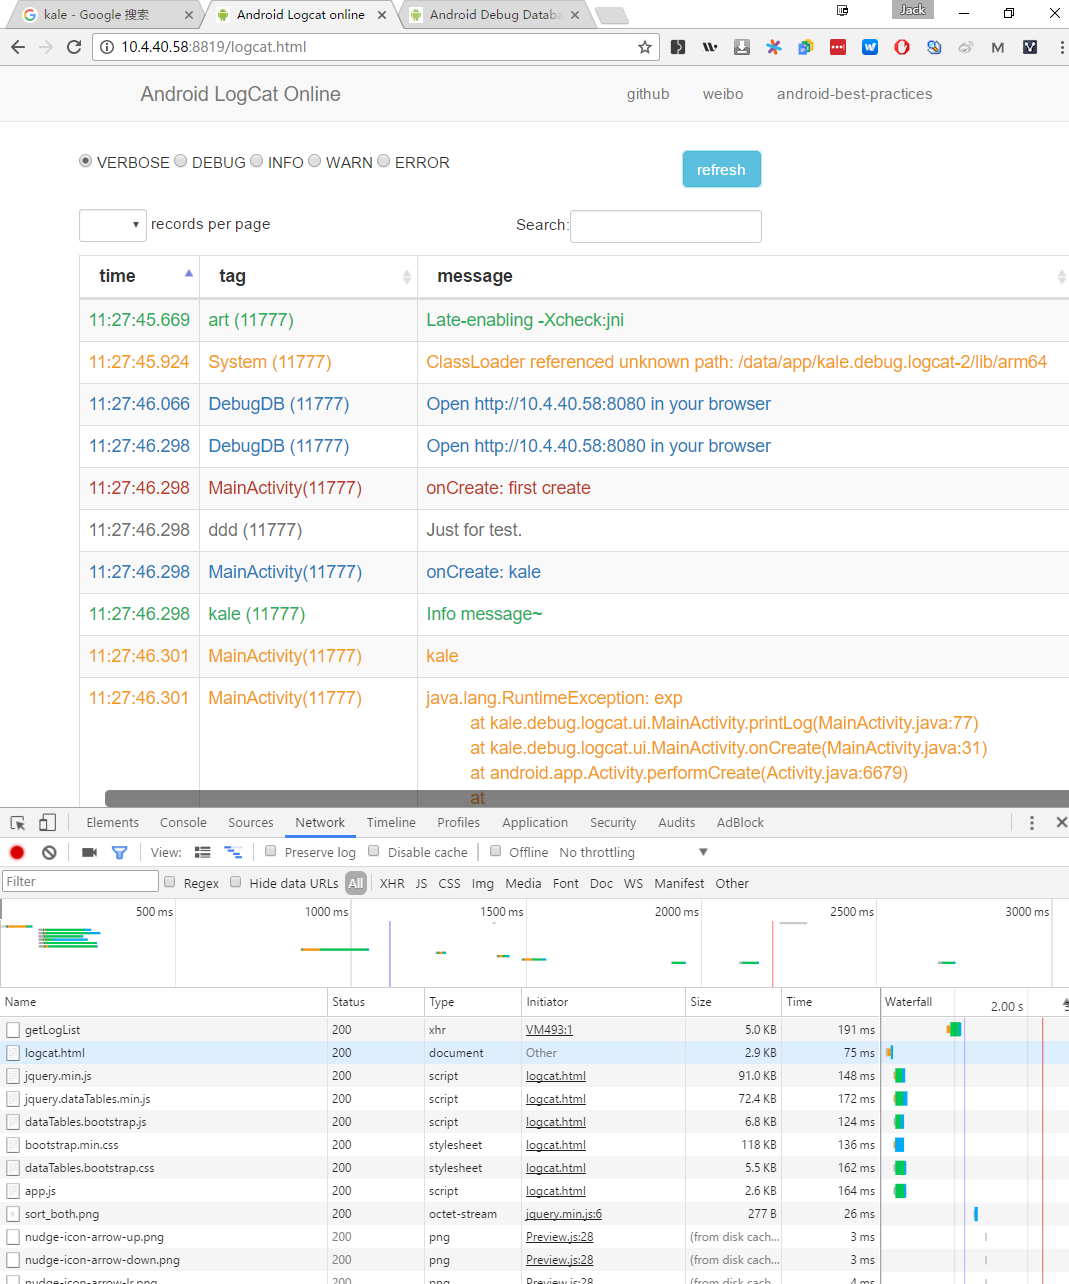 kale - Google 搜索
Android Logcat online
Android Debug Databa
Jack
10.4.40.58:8819/logcat.html
Android LogCat Online
github
weibo
android-best-practices
VERBOSE DEBUG INFO WARN ERROR
refresh
records per page
Search:
time tag message
11:27:45.669 art (11777) Late-enabling -Xcheck:jni
11:27:45.924 System (11777) ClassLoader referenced unknown path: /data/app/kale.debug.logcat-2/lib/arm64
11:27:46.066 DebugDB (11777) Open http://10.4.40.58:8080 in your browser
11:27:46.298 DebugDB (11777) Open http://10.4.40.58:8080 in your browser
11:27:46.298 MainActivity(11777) onCreate: first create
11:27:46.298 ddd (11777) Just for test.
11:27:46.298 MainActivity(11777) onCreate: kale
11:27:46.298 kale (11777) Info message~
11:27:46.301 MainActivity(11777) kale
11:27:46.301 MainActivity(11777) java.lang.RuntimeException: exp
at kale.debug.logcat.ui.MainActivity.printLog(MainActivity.java:77)
at kale.debug.logcat.ui.MainActivity.onCreate(MainActivity.java:31)
at android.app.Activity.performCreate(Activity.java:6679)
at
Elements Console Sources Network Timeline Profiles Application Security Audits AdBlock
View: Preserve log Disable cache Offline No throttling
Filter Regex Hide data URLs All XHR JS CSS Img Media Font Doc WS Manifest Other
500 ms 1000 ms 1500 ms 2000 ms 2500 ms 3000 ms
Name Status Type Initiator Size Time Waterfall 2.00 s
getLogList 200 xhr VM493:1 5.0 KB 191 ms
logcat.html 200 document Other 2.9 KB 75 ms
jquery.min.js 200 script logcat.html 91.0 KB 148 ms
jquery.dataTables.min.js 200 script logcat.html 72.4 KB 172 ms
dataTables.bootstrap.js 200 script logcat.html 6.8 KB 124 ms
bootstrap.min.css 200 stylesheet logcat.html 118 KB 136 ms
dataTables.bootstrap.css 200 stylesheet logcat.html 5.5 KB 162 ms
app.js 200 script logcat.html 2.6 KB 164 ms
sort_both.png 200 octet-stream jquery.min.js:6 277 B 26 ms
nudge-icon-arrow-up.png 200 png Preview.js:28 (from disk cach... 3 ms
nudge-icon-arrow-down.png 200 png Preview.js:28 (from disk cach... 3 ms
nudge-icon-arrow-lr.png 200 png Preview.js:28 (from disk cach... 4 ms